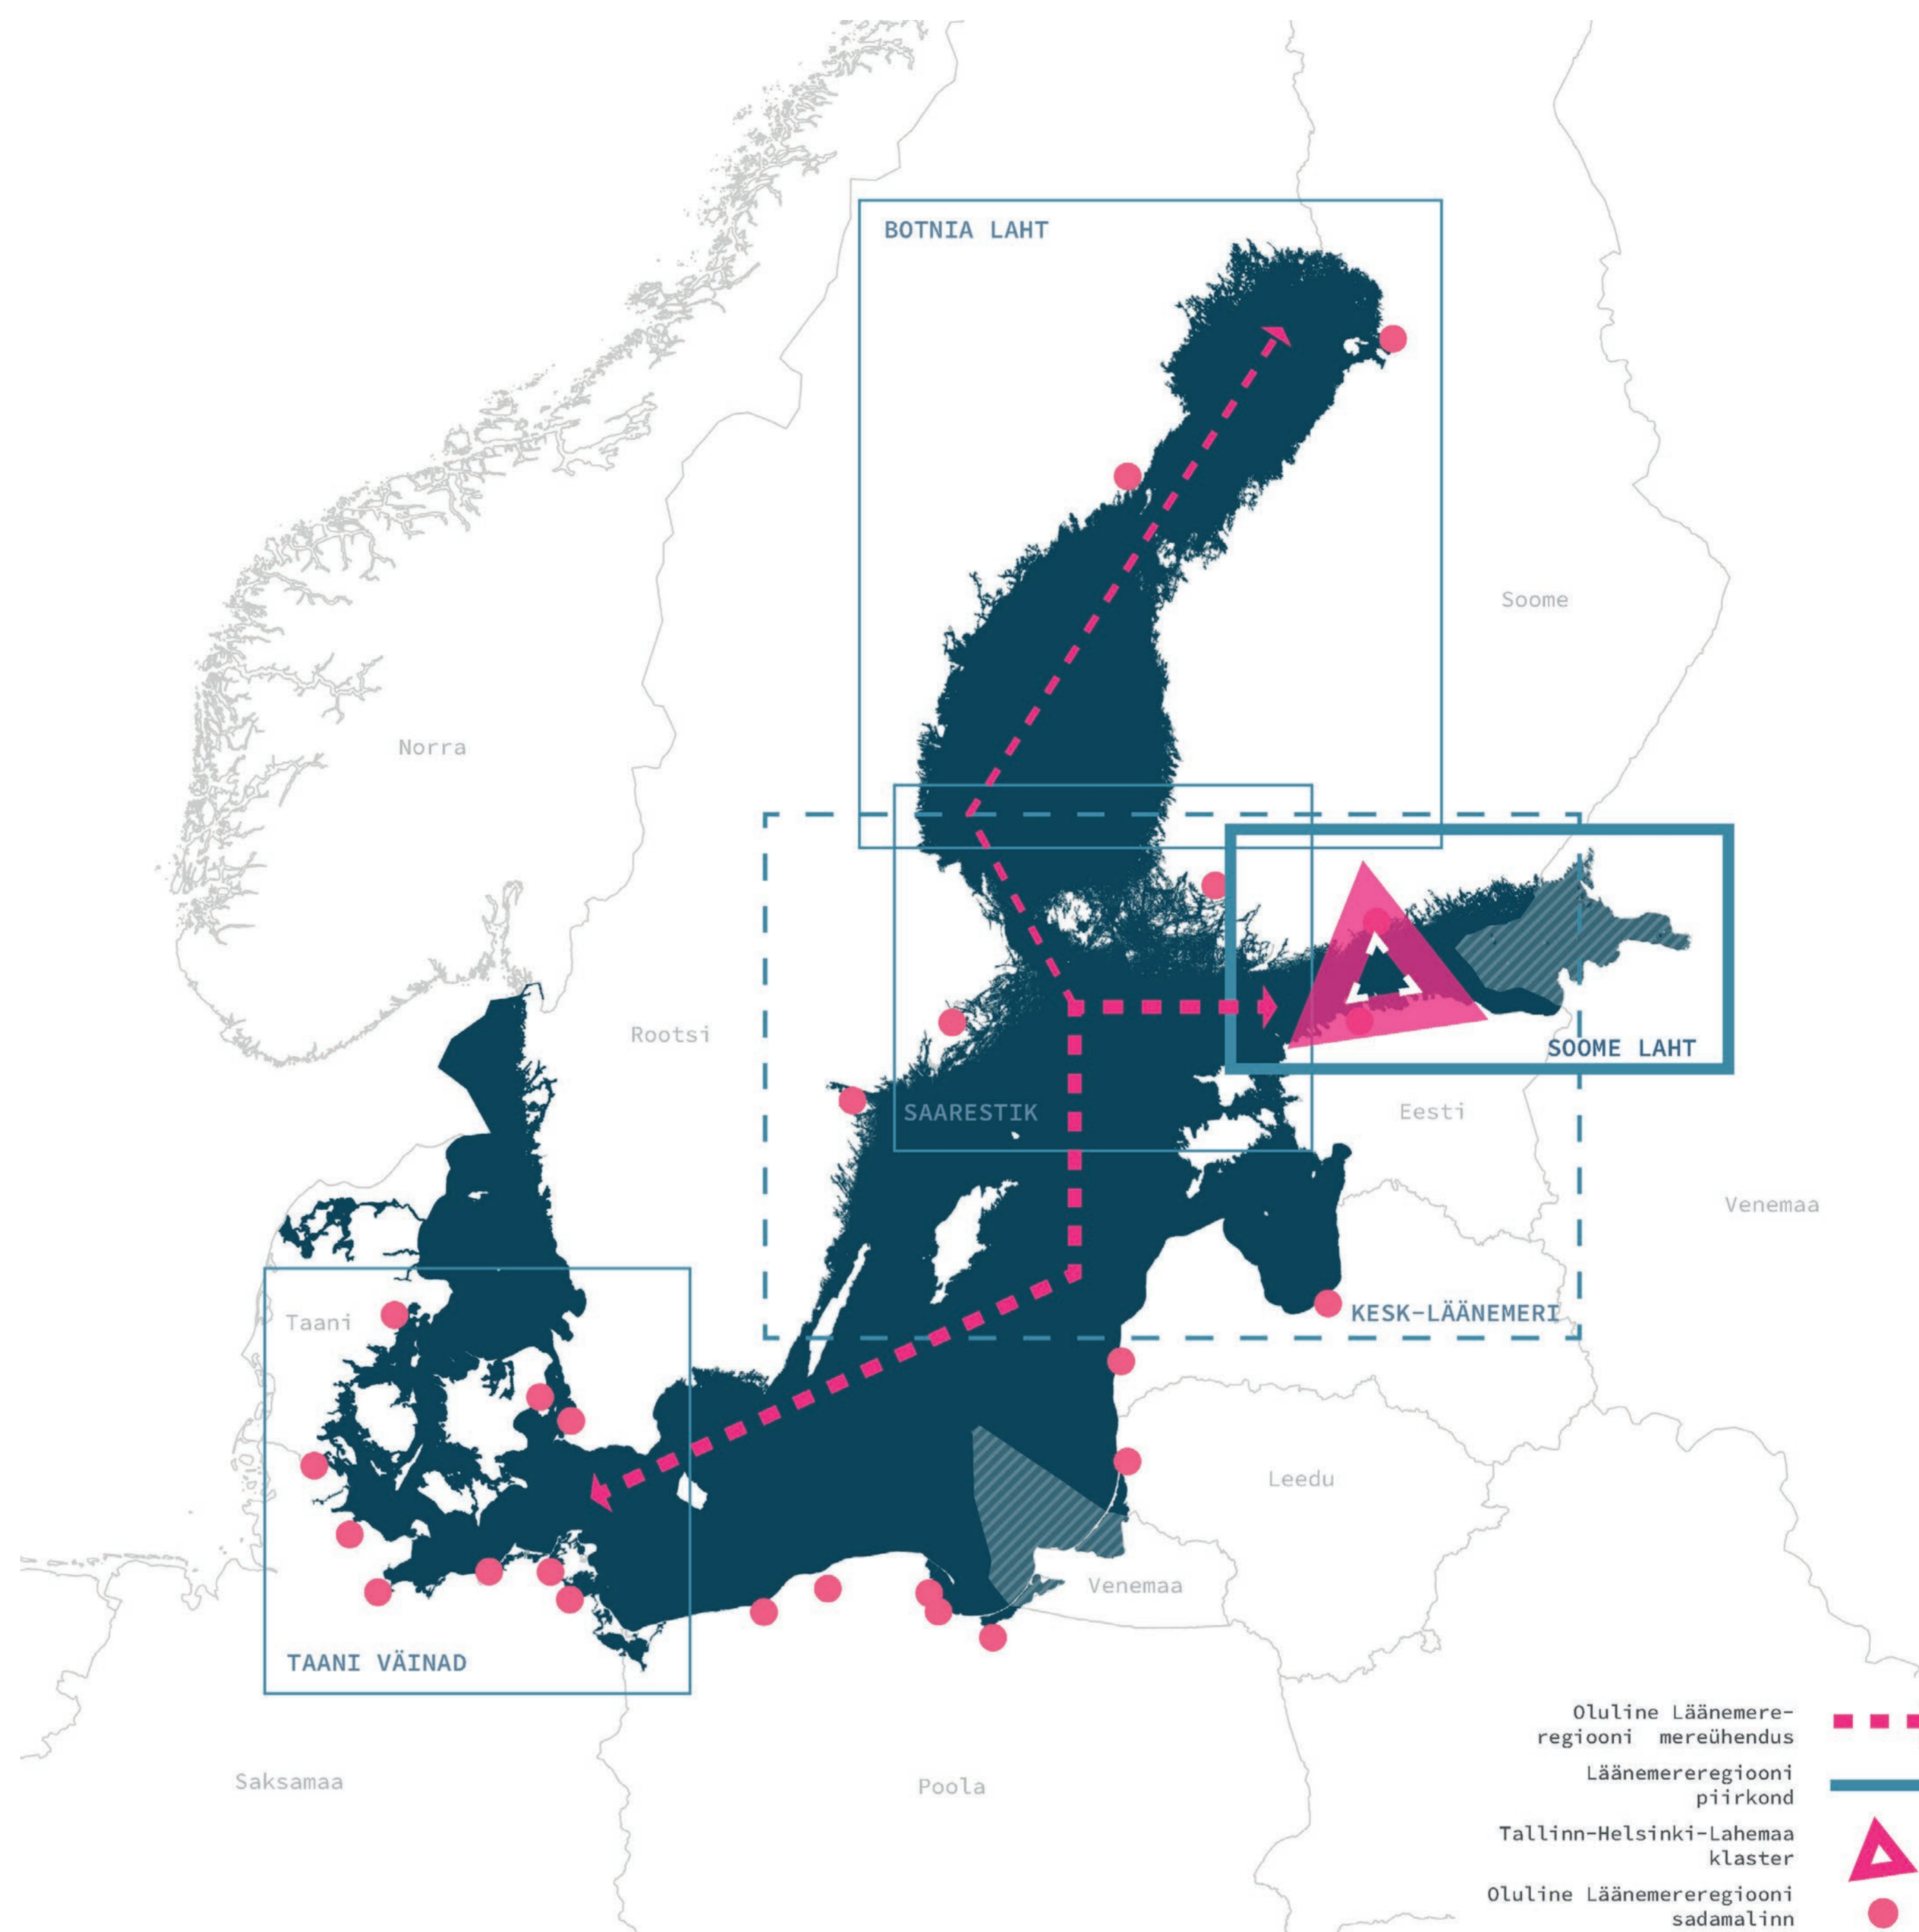 BOTNIA LAHT
Soome
Norra
Rootsi
SOOME LAHT
SAARESTIK
Eesti
Venemaa
Taani
KESK-LÄÄNEMERI
Leedu
Venemaa
TAANI VÄINAD
Saksamaa
Poola
Oluline Läänemere-
regiooni mereühendus
Läänemereregiooni
piirkond
Tallinn-Helsinki-Lahemaa
klaster
Oluline Läänemereregiooni
sadamalinn